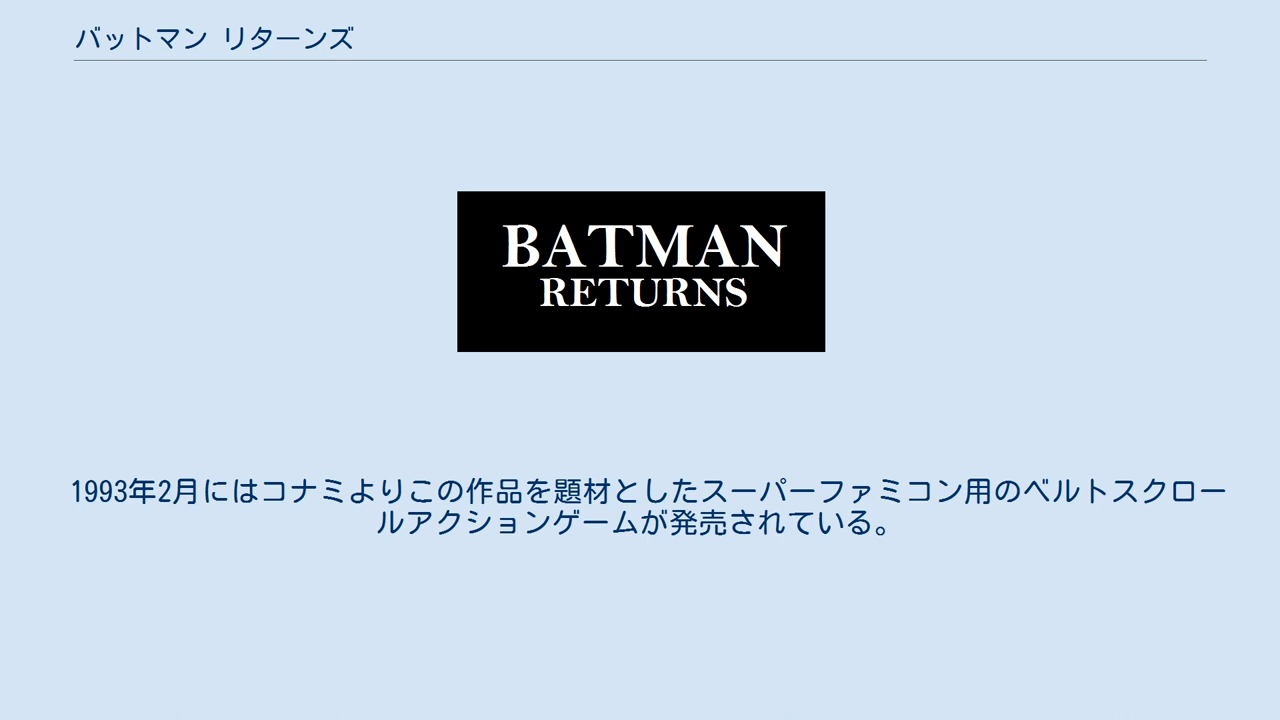 バットマン リターンズ
BATMAN
RETURNS
1993年2月にはコナミよりこの作品を題材としたスーパーファミコン用のベルトスクロー
ルアクションゲームが発売されている。